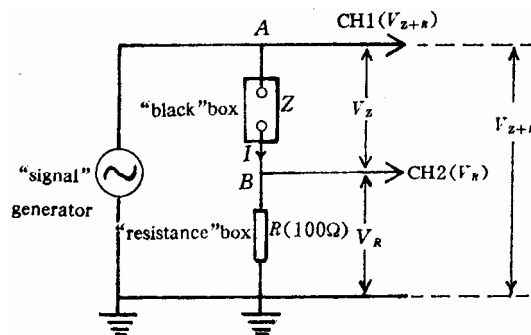 A
CH1(V_{Z+R})
"black"box
Z
V_Z
V_{Z+R}
I
B
CH2(V_R)
"signal"
generator
"resistance"box
R(100Ω)
V_R